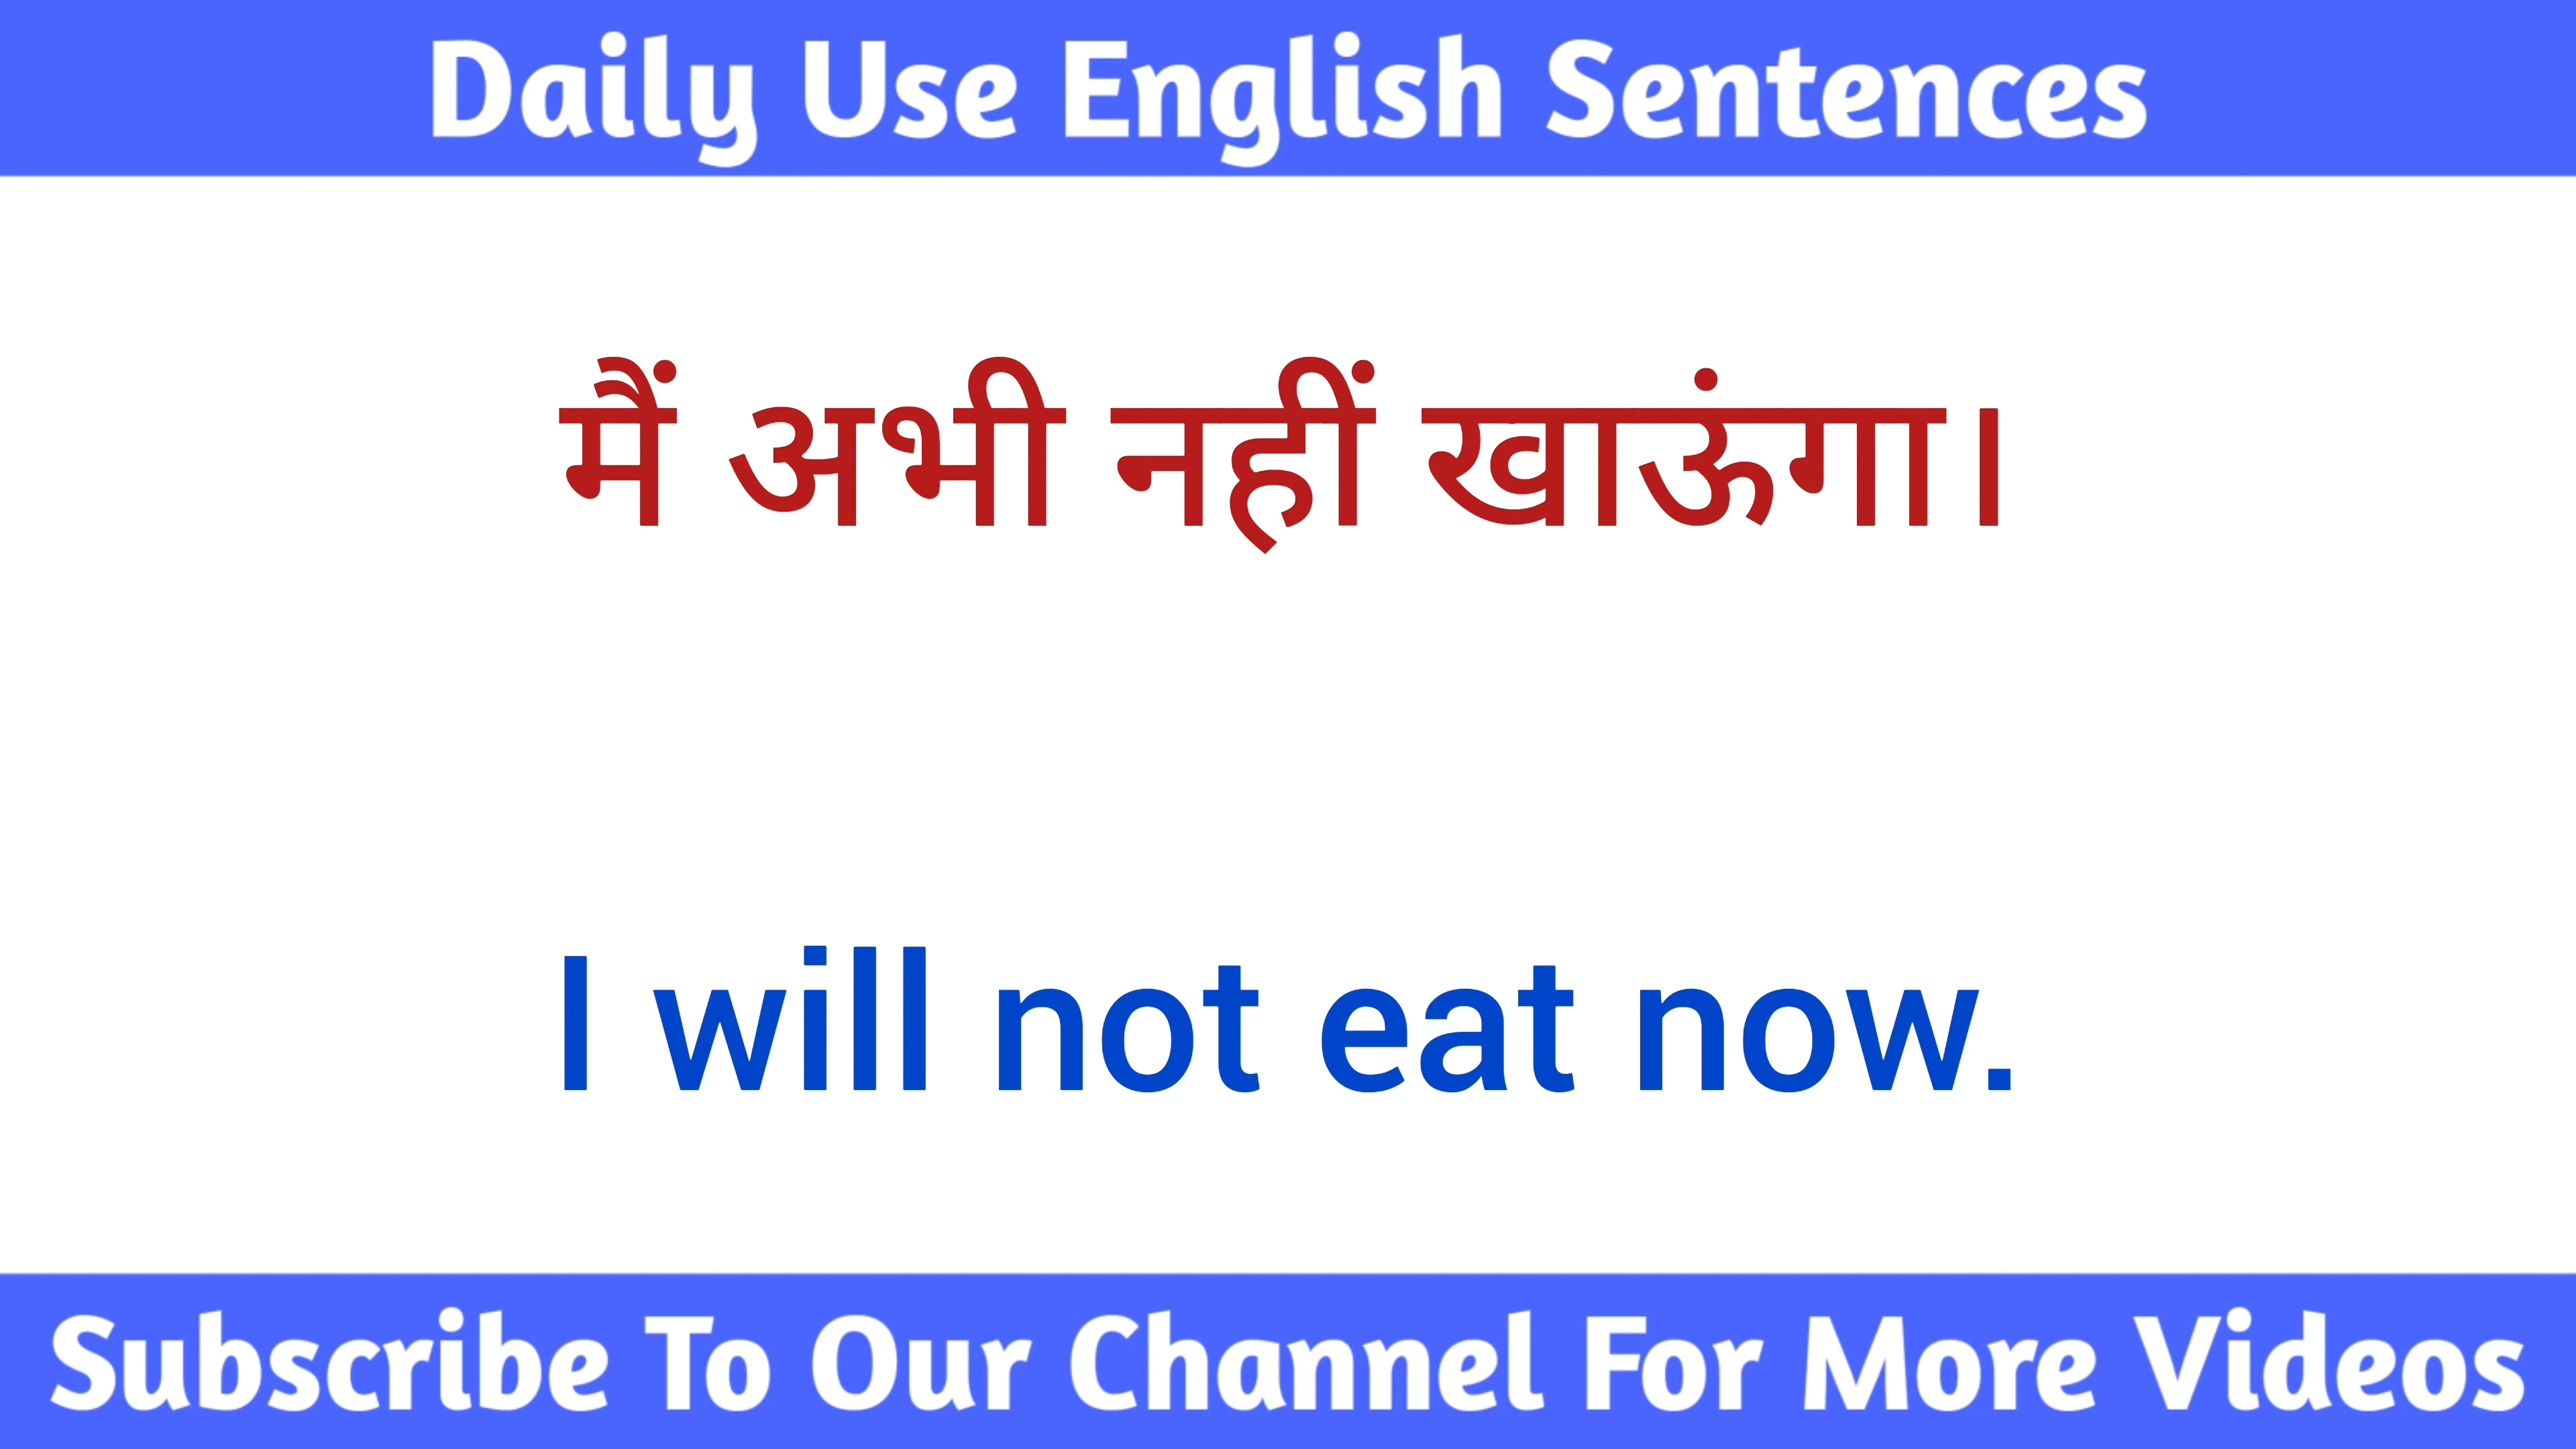 Daily Use English Sentences
मैं अभी नहीं खाऊंगा।
I will not eat now.
Subscribe To Our Channel For More Videos